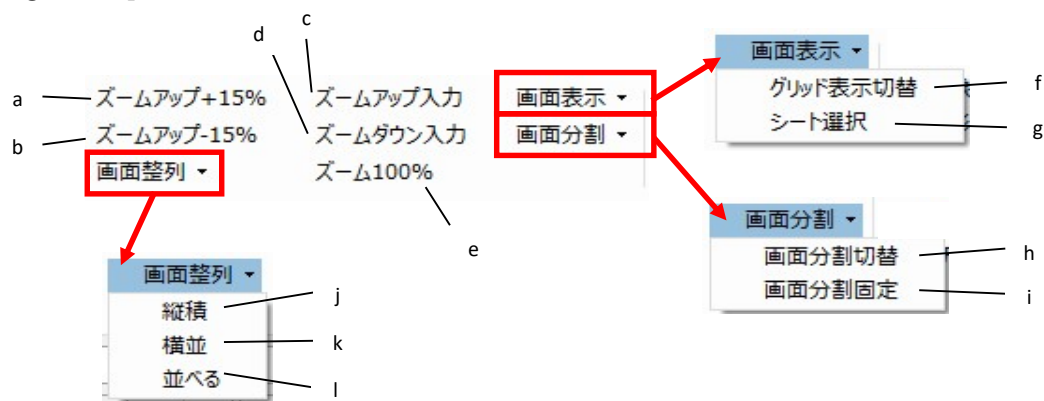 c
d
画面表示
a
ズームアップ+15%
ズームアップ入力
画面表示
グリッド表示切替
f
b
ズームアップ-15%
ズームダウン入力
画面分割
シート選択
g
画面整列
ズーム100%
e
画面分割
画面分割切替
h
画面分割固定
i
画面整列
縦積
j
横並
k
並べる
l